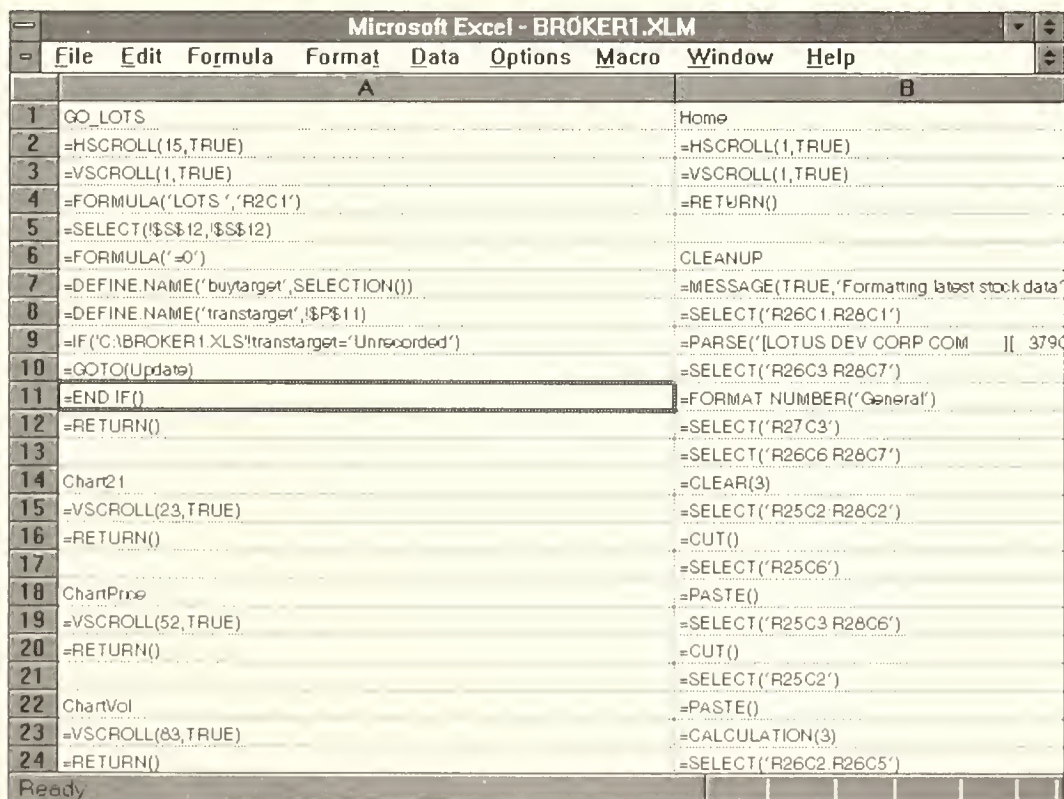 Microsoft Excel - BROKER1.XLM
File Edit Formula Format Data Options Macro Window Help
A B
1 GO_LOTS Home
2 =HSCROLL(15,TRUE) =HSCROLL(1,TRUE)
3 =VSCROLL(1,TRUE) =VSCROLL(1,TRUE)
4 =FORMULA('LOTS ','R2C1') =RETURN()
5 =SELECT(!$S$12,!$S$12)
6 =FORMULA('=0') CLEANUP
7 =DEFINE.NAME('buytarget',SELECTION()) =MESSAGE(TRUE,'Formatting latest stock data'
8 =DEFINE.NAME('transtarget',!$P$11) =SELECT('R26C1:R28C1')
9 =IF('C:\BROKER1.XLS'!transtarget='Unrecorded') =PARSE('[LOTUS DEV CORP COM ][ 379
10 =GOTO(Update) =SELECT('R26C3 R28C7')
11 =END IF() =FORMAT NUMBER('General')
12 =RETURN() =SELECT('R27C3')
13 =SELECT('R26C6 R28C7')
14 Chart21 =CLEAR(3)
15 =VSCROLL(23,TRUE) =SELECT('R25C2 R28C2')
16 =RETURN() =CUT()
17 =SELECT('R25C6')
18 ChartPrice =PASTE()
19 =VSCROLL(52,TRUE) =SELECT('R25C3 R28C6')
20 =RETURN() =CUT()
21 =SELECT('R25C2')
22 ChartVol =PASTE()
23 =VSCROLL(83,TRUE) =CALCULATION(3)
24 =RETURN() =SELECT('R26C2.R26C5')
Ready